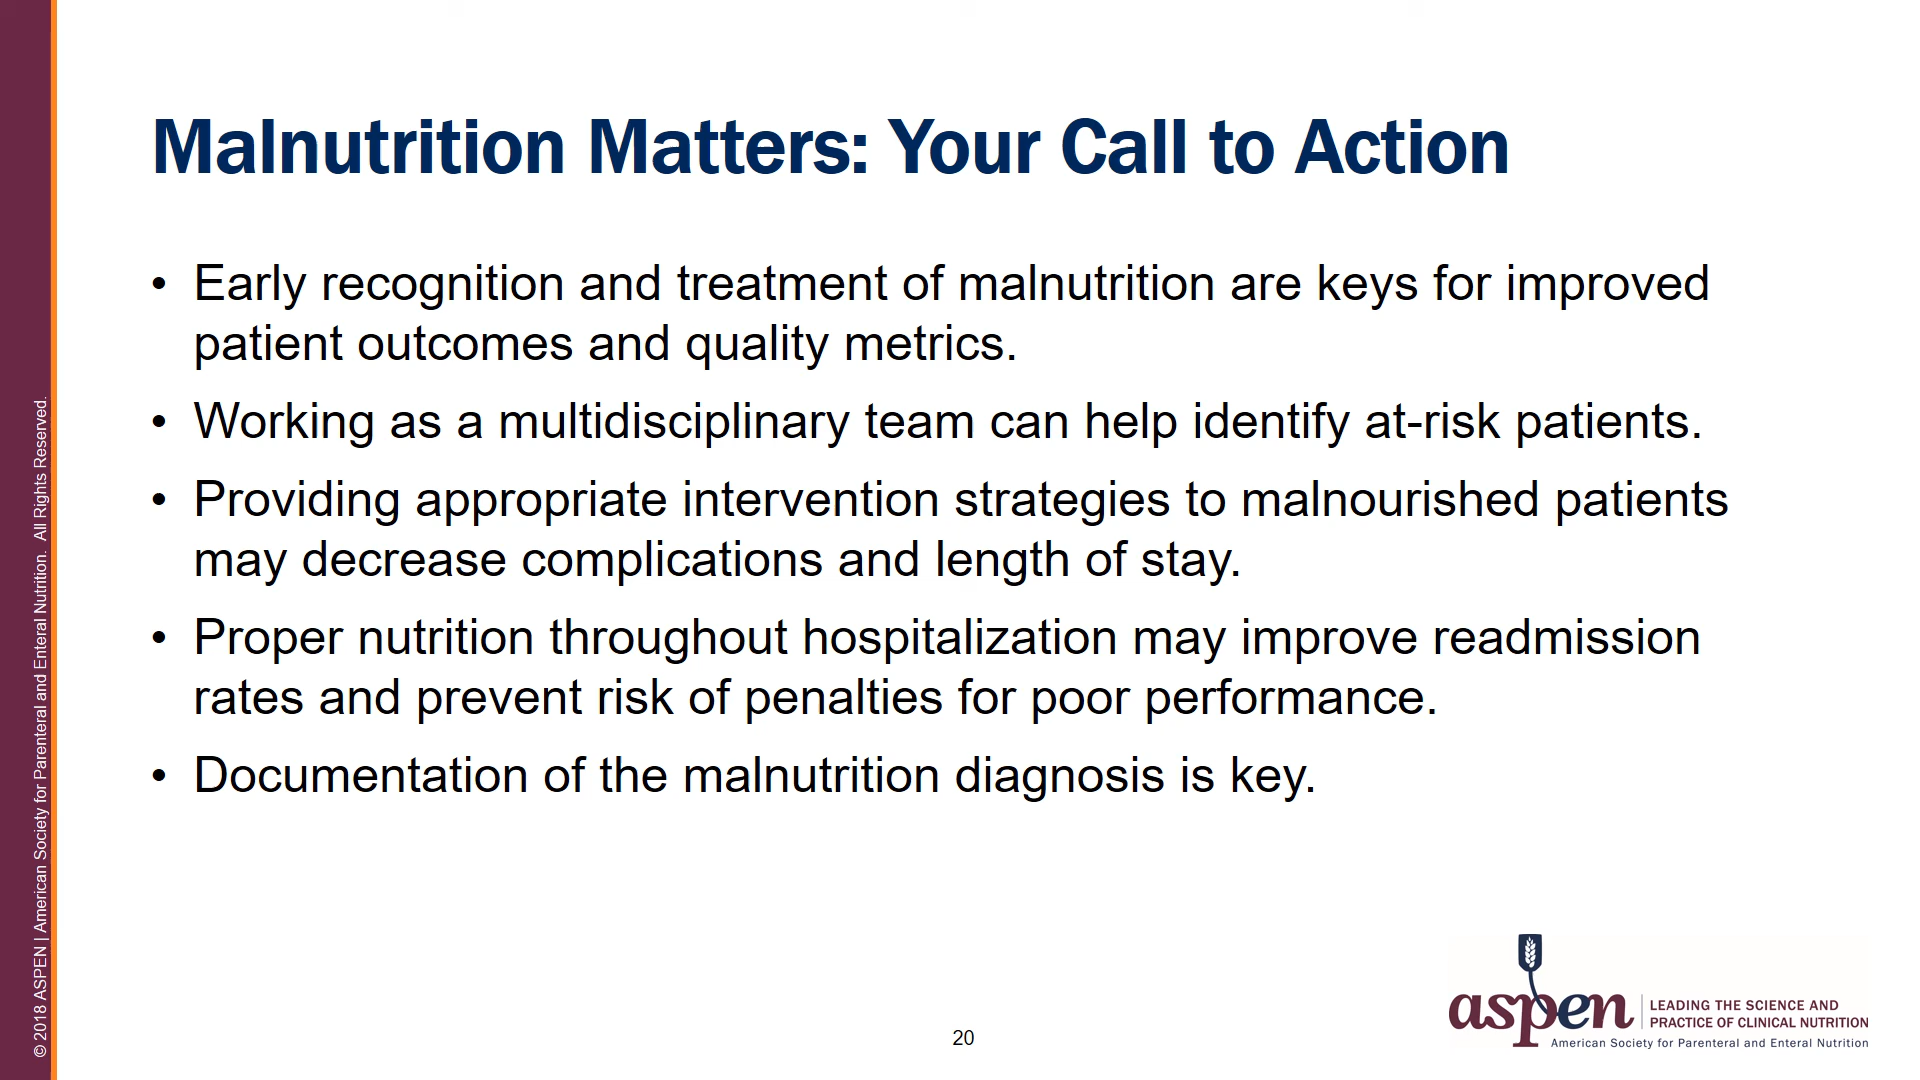 Malnutrition Matters: Your Call to Action
• Early recognition and treatment of malnutrition are keys for improved
patient outcomes and quality metrics.
• Working as a multidisciplinary team can help identify at-risk patients.
• Providing appropriate intervention strategies to malnourished patients
may decrease complications and length of stay.
• Proper nutrition throughout hospitalization may improve readmission
rates and prevent risk of penalties for poor performance.
• Documentation of the malnutrition diagnosis is key.
© 2018 ASPEN | American Society for Parenteral and Enteral Nutrition. All Rights Reserved.
20
aspen
LEADING THE SCIENCE AND
PRACTICE OF CLINICAL NUTRITION
American Society for Parenteral and Enteral Nutrition